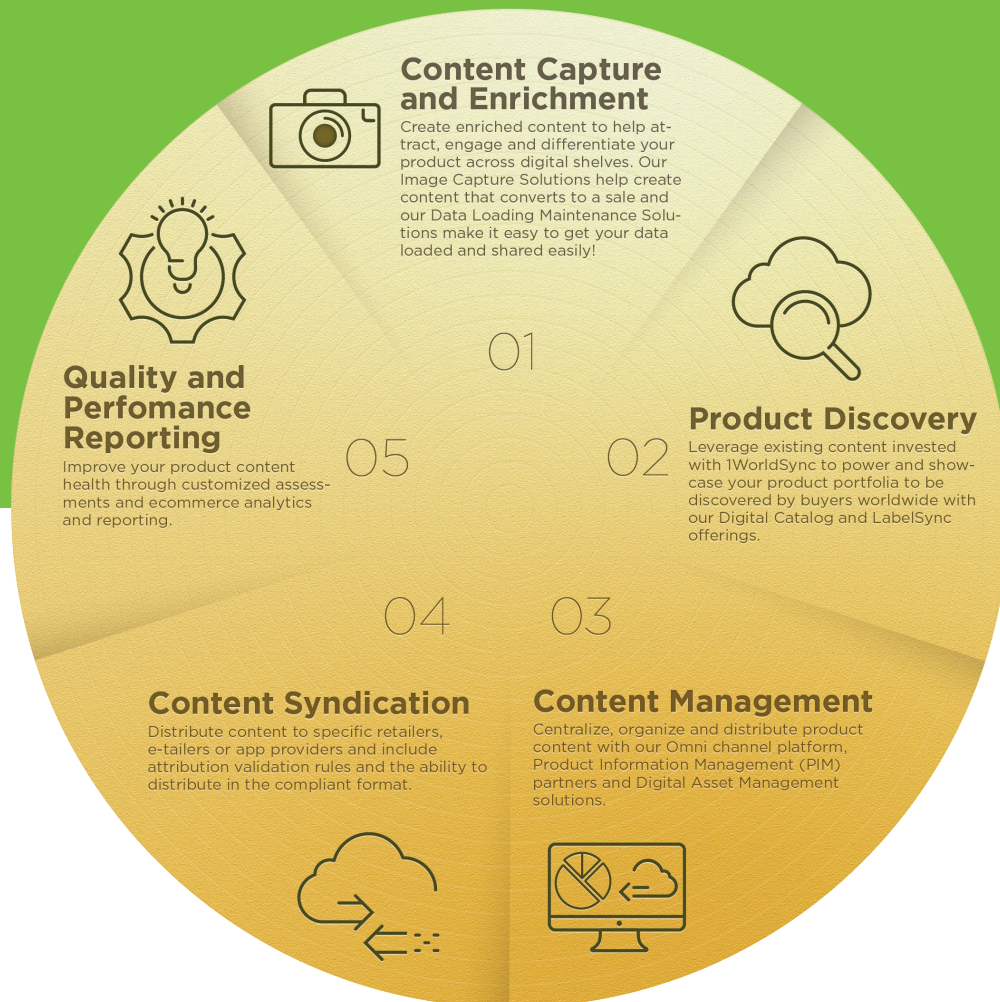 Content Capture
and Enrichment
Create enriched content to help at-
tract, engage and differentiate your
product across digital shelves. Our
Image Capture Solutions help create
content that converts to a sale and
our Data Loading Maintenance Solu-
tions make it easy to get your data
loaded and shared easily!
01
Product Discovery
Leverage existing content invested
with 1WorldSync to power and show-
case your product portfolia to be
discovered by buyers worldwide with
our Digital Catalog and LabelSync
offerings.
02
03
Content Management
Centralize, organize and distribute product
content with our Omni channel platform,
Product Information Management (PIM)
partners and Digital Asset Management
solutions.
04
Content Syndication
Distribute content to specific retailers,
e-tailers or app providers and include
attribution validation rules and the ability to
distribute in the compliant format.
05
Quality and
Perfomance
Reporting
Improve your product content
health through customized assess-
ments and ecommerce analytics
and reporting.